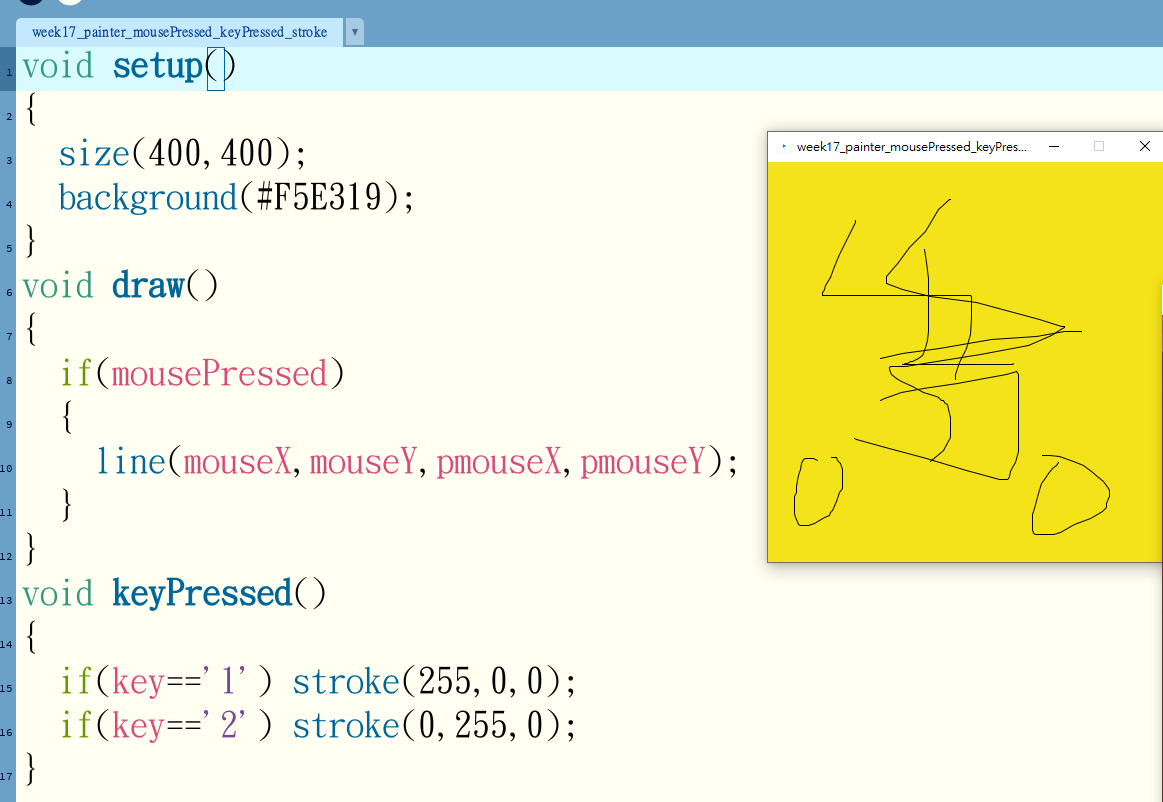 week17_painter_mousePressed_keyPressed_stroke
1 void setup()
2 {
3 size(400,400);
4 background(#F5E319);
5 }
6 void draw()
7 {
8 if(mousePressed)
9 {
10 line(mouseX,mouseY,pmouseX,pmouseY);
11 }
12 }
13 void keyPressed()
14 {
15 if(key=='1') stroke(255,0,0);
16 if(key=='2') stroke(0,255,0);
17 }
week17_painter_mousePressed_keyPres...